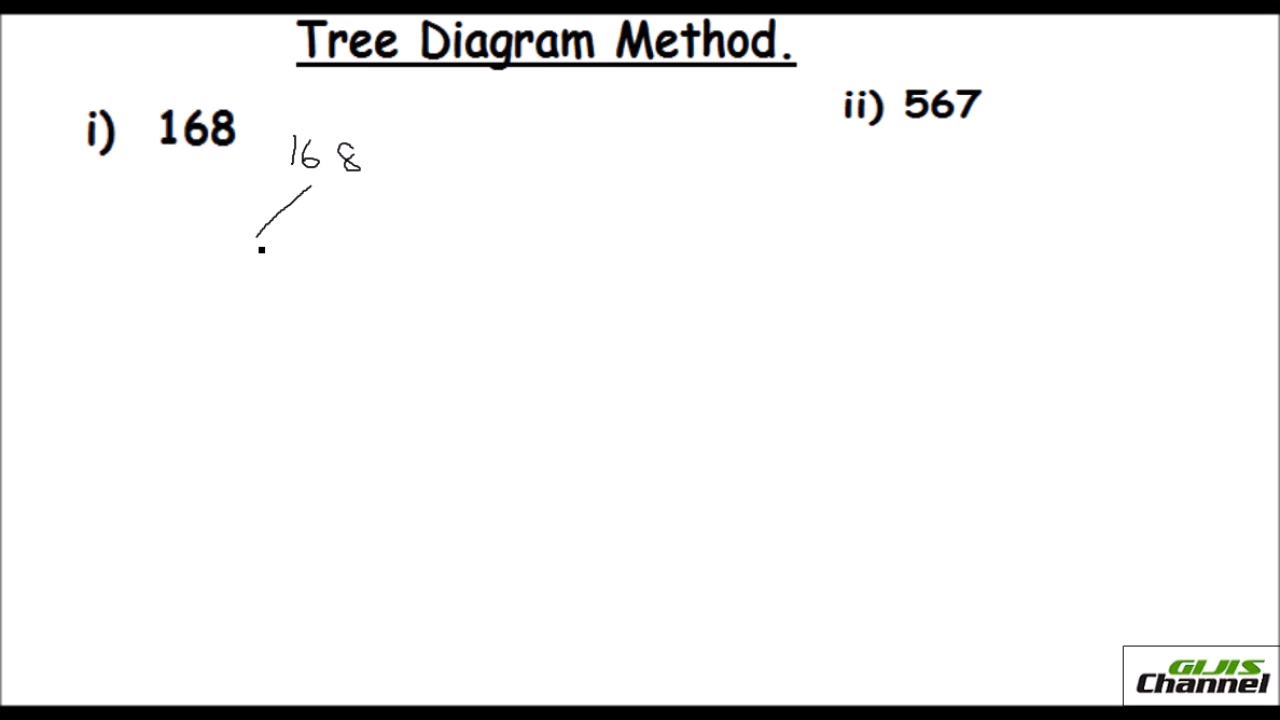 Tree Diagram Method.
i) 168
168
ii) 567
GIJIS
Channel